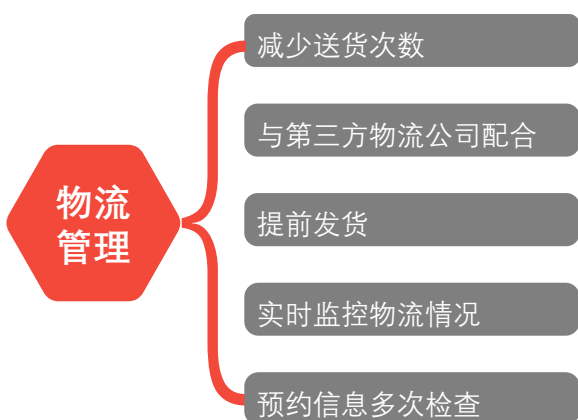 物流
管理
减少送货次数
与第三方物流公司配合
提前发货
实时监控物流情况
预约信息多次检查